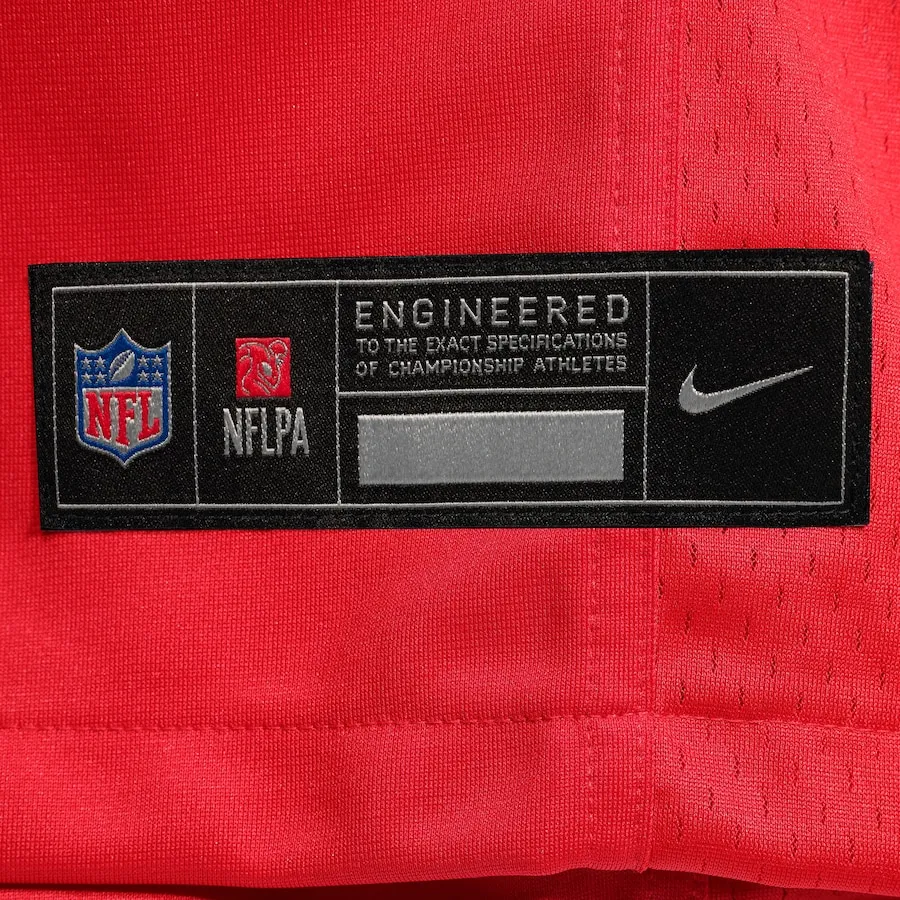 NFL
NFLPA
ENGINEERED
TO THE EXACT SPECIFICATIONS
OF CHAMPIONSHIP ATHLETES